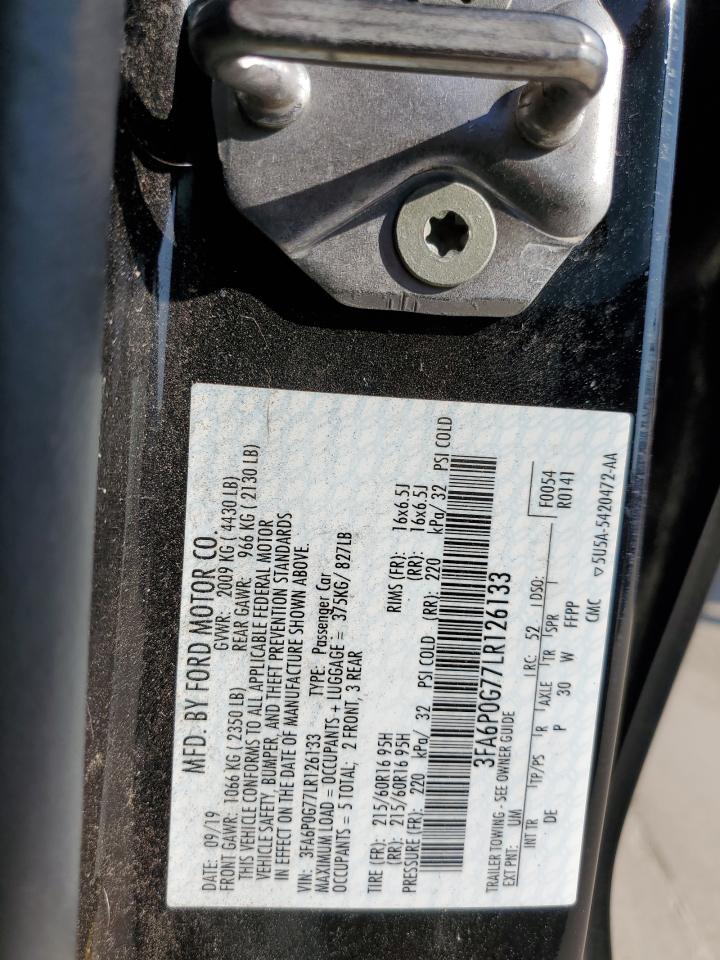 MFD. BY FORD MOTOR CO.
DATE: 09/19 GVWR: 2009 KG ( 4430 LB)
FRONT GAWR: 1066 KG ( 2350 LB) REAR GAWR: 966 KG ( 2130 LB)
THIS VEHICLE CONFORMS TO ALL APPLICABLE FEDERAL MOTOR
VEHICLE SAFETY, BUMPER, AND THEFT PREVENTION STANDARDS
IN EFFECT ON THE DATE OF MANUFACTURE SHOWN ABOVE.
VIN: 3FA6P0G77LR126133 TYPE: Passenger Car
MAXIMUM LOAD = OCCUPANTS + LUGGAGE = 375KG/ 827LB
OCCUPANTS = 5 TOTAL; 2 FRONT, 3 REAR
TIRE (FR): 215/60R16 95H RIMS (FR): 16x6.5J
(RR): 215/60R16 95H (RR): 16x6.5J
PRESSURE (FR): 220 kPa/ 32 PSI COLD (RR): 220 kPa/ 32 PSI COLD
3FA6P0G77LR126133
TRAILER TOWING - SEE OWNER GUIDE
EXT PNT: UM RC: 52 DSO: F0054
INT TR TP/PS R AXLE TR SPR R0141
DE P 30 W FFPP
CMC ▽5U5A-5420472-AA